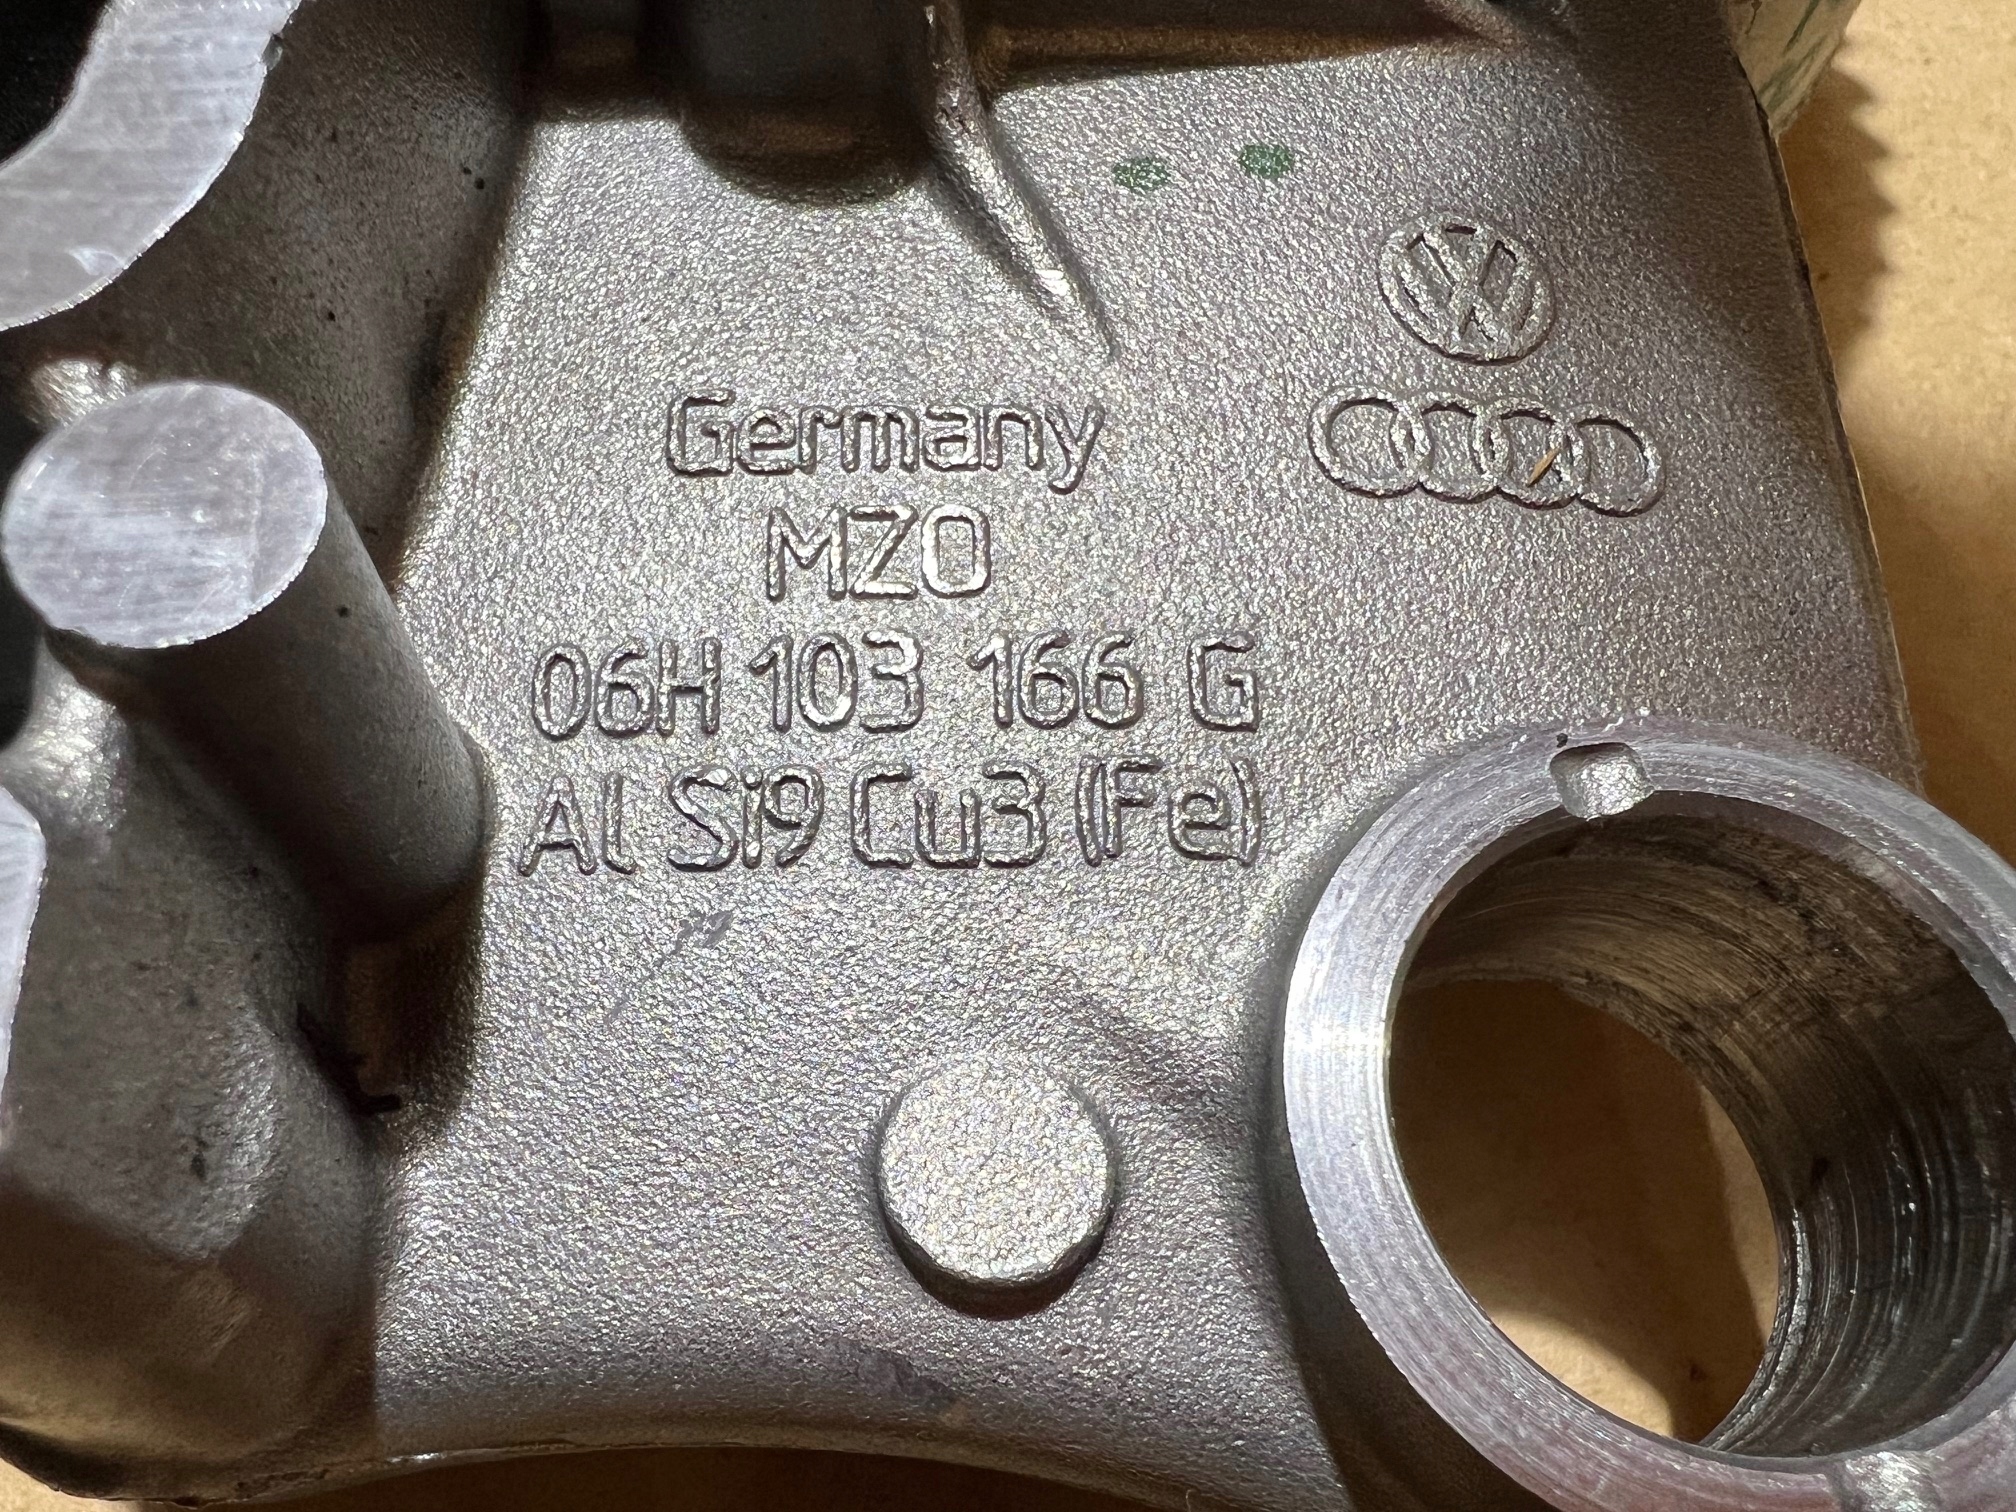 Germany
MZO
06H 103 166 G
Al Si9 Cu3 (Fe)